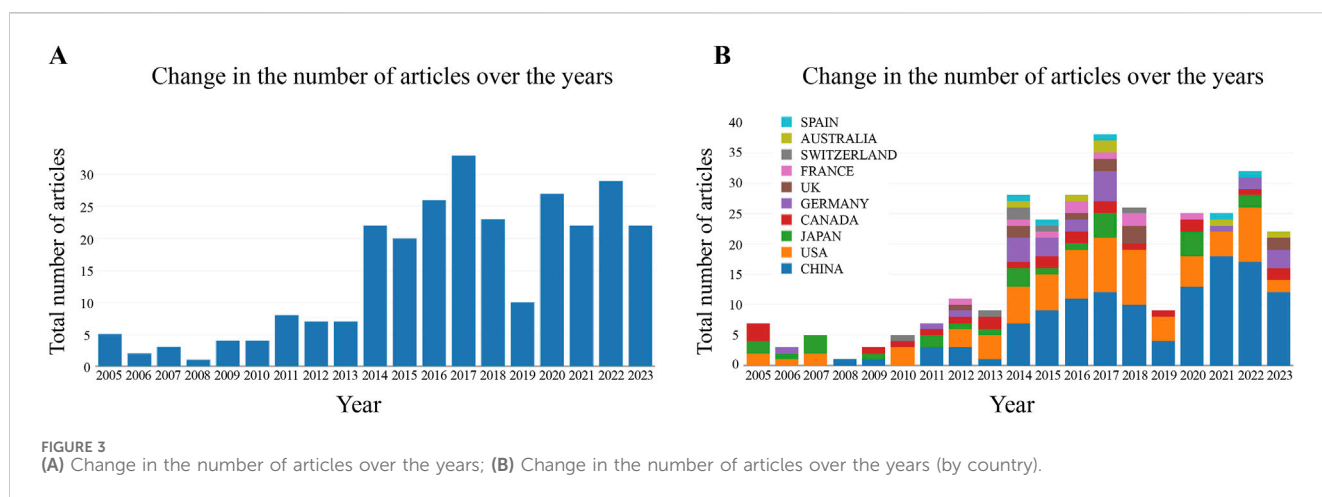 A
Change in the number of articles over the years
Total number of articles
30
25
20
15
10
5
0
2005 2006 2007 2008 2009 2010 2011 2012 2013 2014 2015 2016 2017 2018 2019 2020 2021 2022 2023
Year
B
Change in the number of articles over the years
Total number of articles
40
35
30
25
20
15
10
5
0
SPAIN
AUSTRALIA
SWITZERLAND
FRANCE
UK
GERMANY
CANADA
JAPAN
USA
CHINA
2005 2006 2007 2008 2009 2010 2011 2012 2013 2014 2015 2016 2017 2018 2019 2020 2021 2022 2023
Year
FIGURE 3
(A) Change in the number of articles over the years; (B) Change in the number of articles over the years (by country).